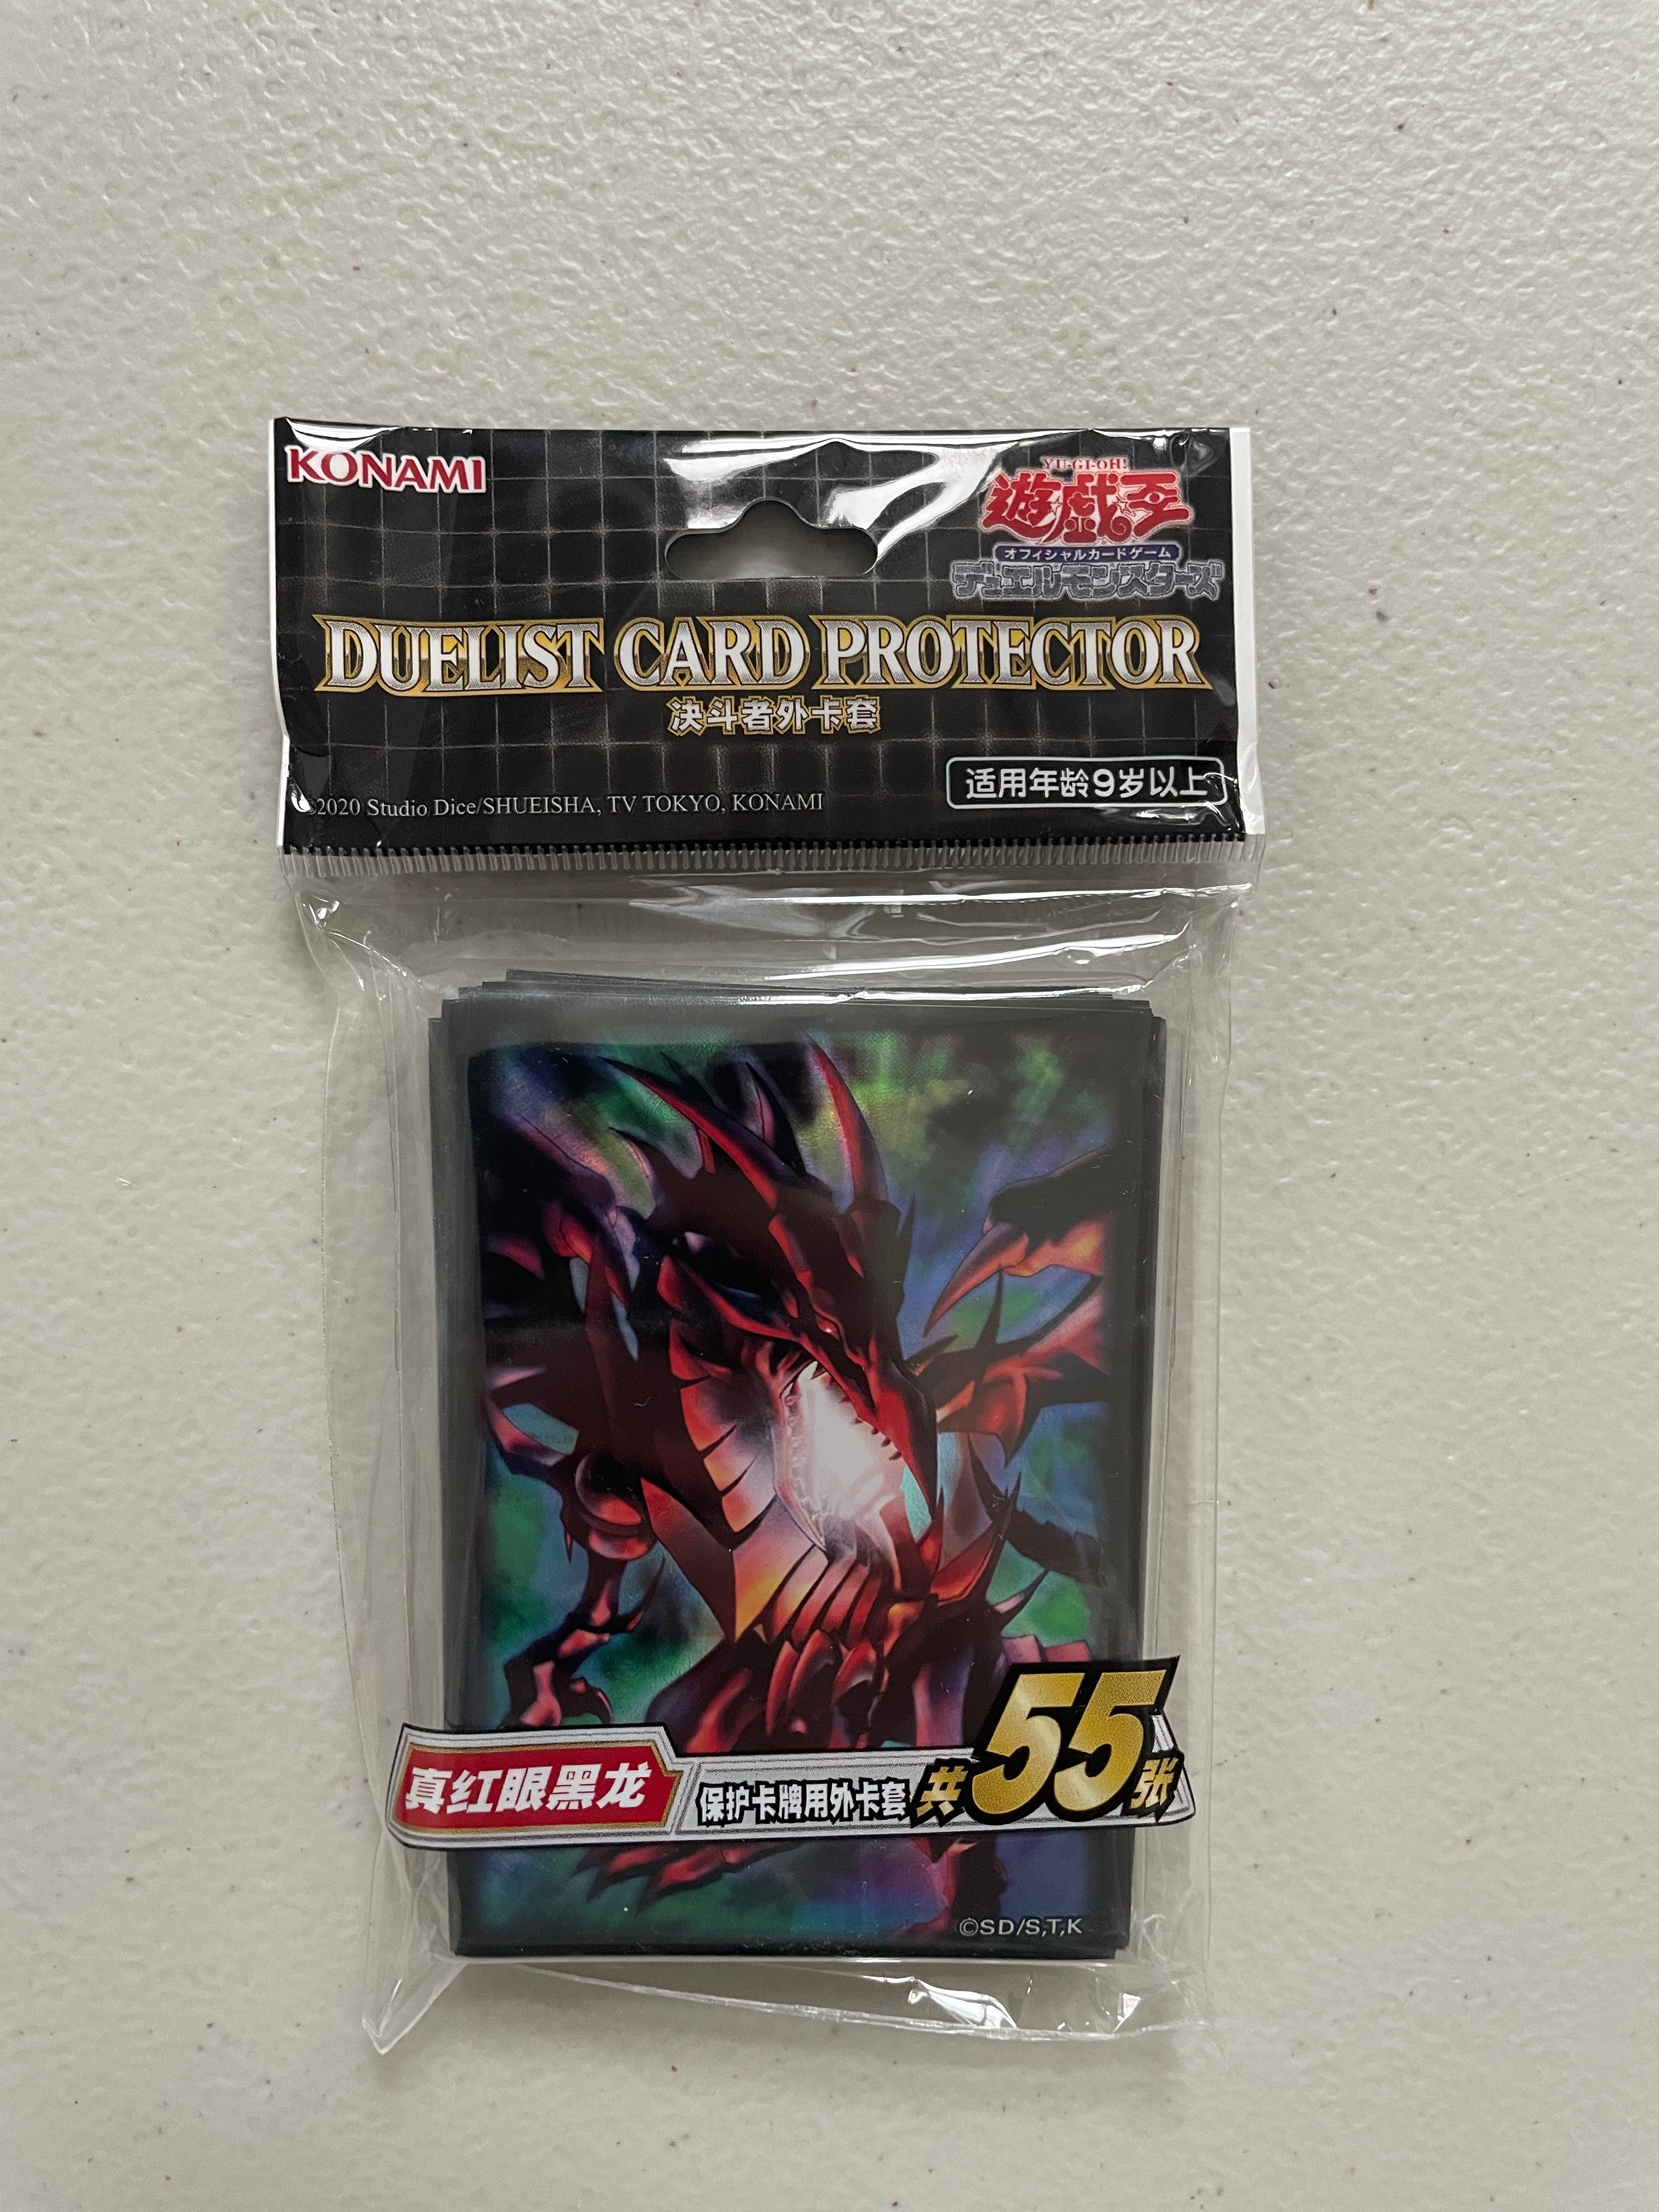 KONAMI
YU-GI-OH!
遊戯王
オフィシャルカードゲーム
デュエルモンスターズ
DUELIST CARD PROTECTOR
决斗者外卡套
©2020 Studio Dice/SHUEISHA, TV TOKYO, KONAMI
适用年龄9岁以上
真红眼黑龙
保护卡牌用外卡套 共55张
©SD/S,T,K